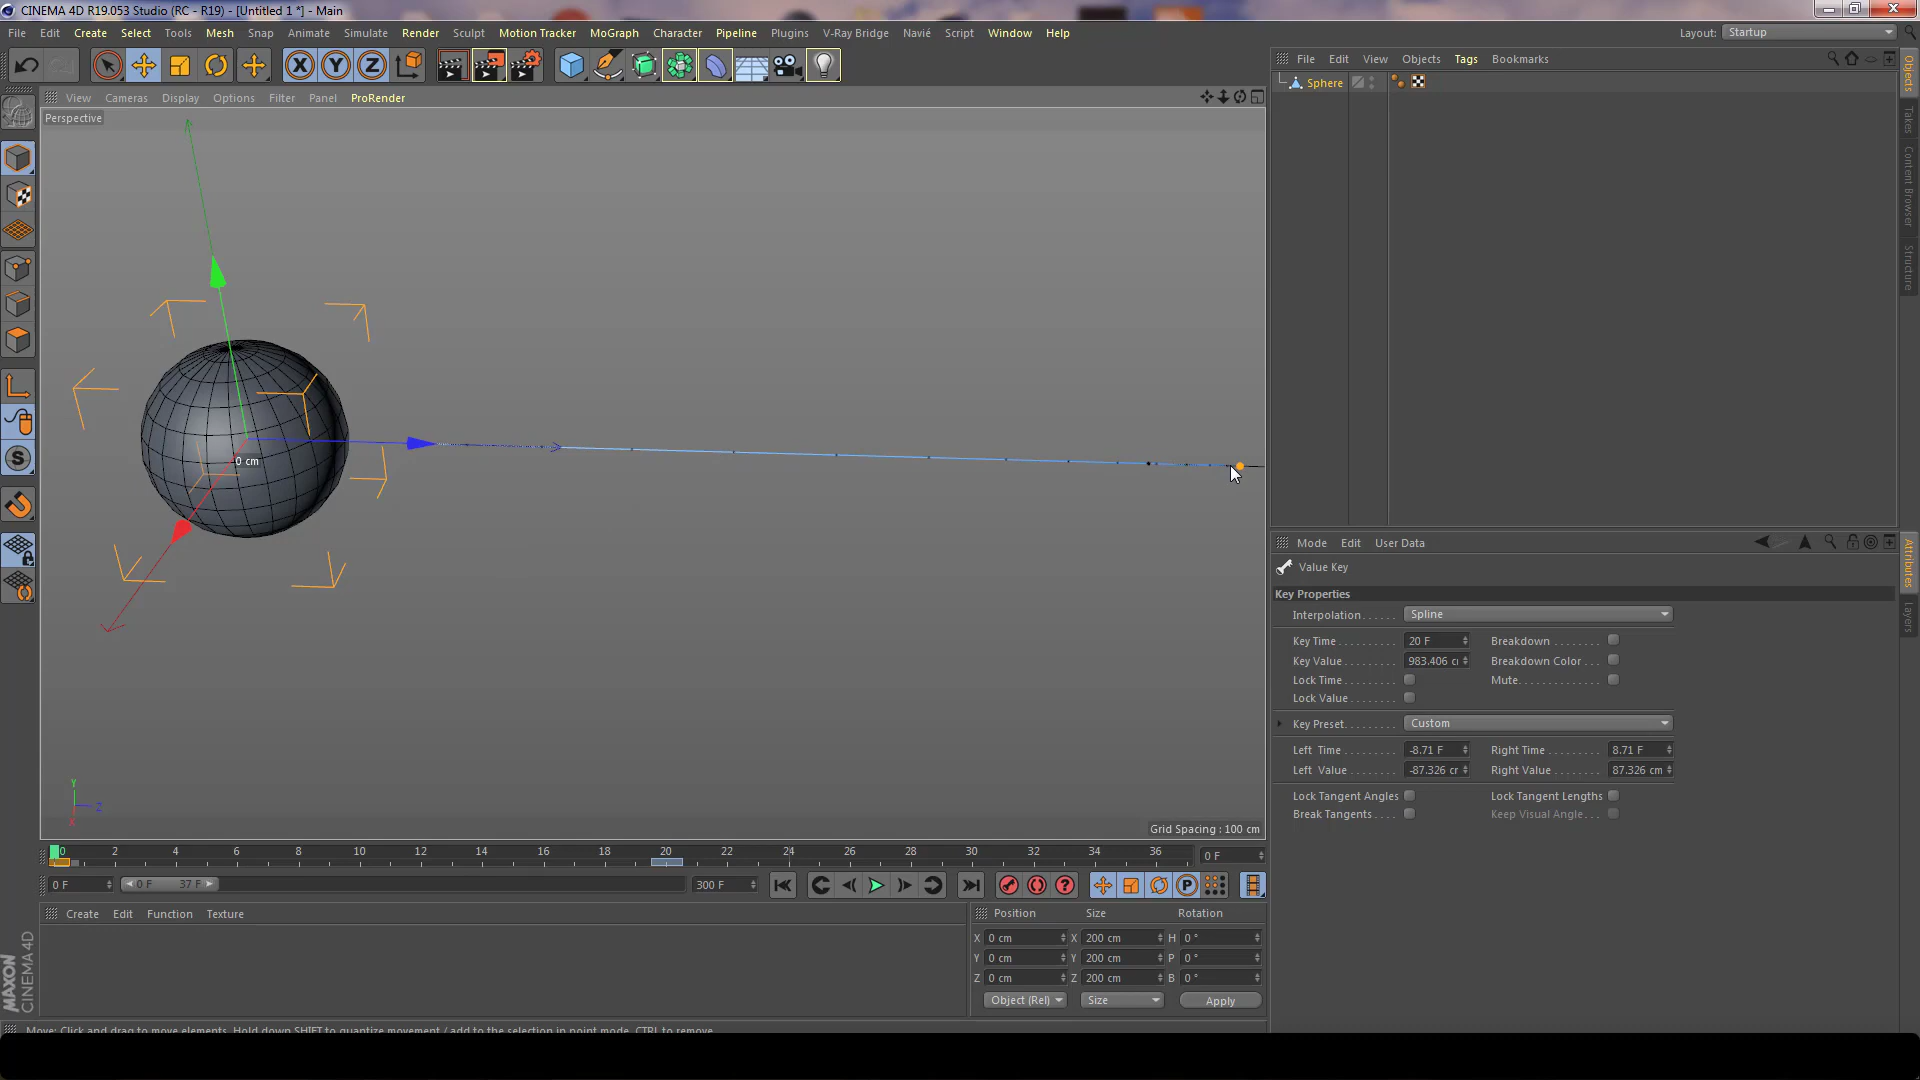 CINEMA 4D R19.053 Studio (RC - R19) - [Untitled 1 *] - Main
File Edit Create Select Tools Mesh Snap Animate Simulate Render Sculpt Motion Tracker MoGraph Character Pipeline Plugins V-Ray Bridge Navié Script Window Help Layout: Startup
X Y Z
File Edit View Objects Tags Bookmarks
Sphere
View Cameras Display Options Filter Panel ProRender
Perspective
0 cm
Y
Z
X
Grid Spacing : 100 cm
Objects
Takes
Content Browser
Structure
Mode Edit User Data
Value Key
Key Properties
Interpolation . . . . . . Spline
Key Time . . . . . . . . . 20 F Breakdown . . . . . . . .
Key Value . . . . . . . . . 983.406 Breakdown Color . . .
Lock Time . . . . . . . . . Mute. . . . . . . . . . . . . .
Lock Value . . . . . . . .
Key Preset. . . . . . . . . Custom
Left Time . . . . . . . . . -8.71 F Right Time . . . . . . . . . 8.71 F
Left Value . . . . . . . . -87.326 Right Value . . . . . . . . 87.326 cm
Lock Tangent Angles Lock Tangent Lengths
Break Tangents . . . . Keep Visual Angle . . .
Attributes
Layers
0 2 4 6 8 10 12 14 16 18 20 22 24 26 28 30 32 34 36 0 F
0 F 0 F 37 F 300 F
P
Create Edit Function Texture
Position Size Rotation
X 0 cm X 200 cm H 0 °
Y 0 cm Y 200 cm P 0 °
Z 0 cm Z 200 cm B 0 °
Object (Rel) Size Apply
MAXON
CINEMA 4D
Move: Click and drag to move elements. Hold down SHIFT to quantize movement / add to the selection in point mode, CTRL to remove.